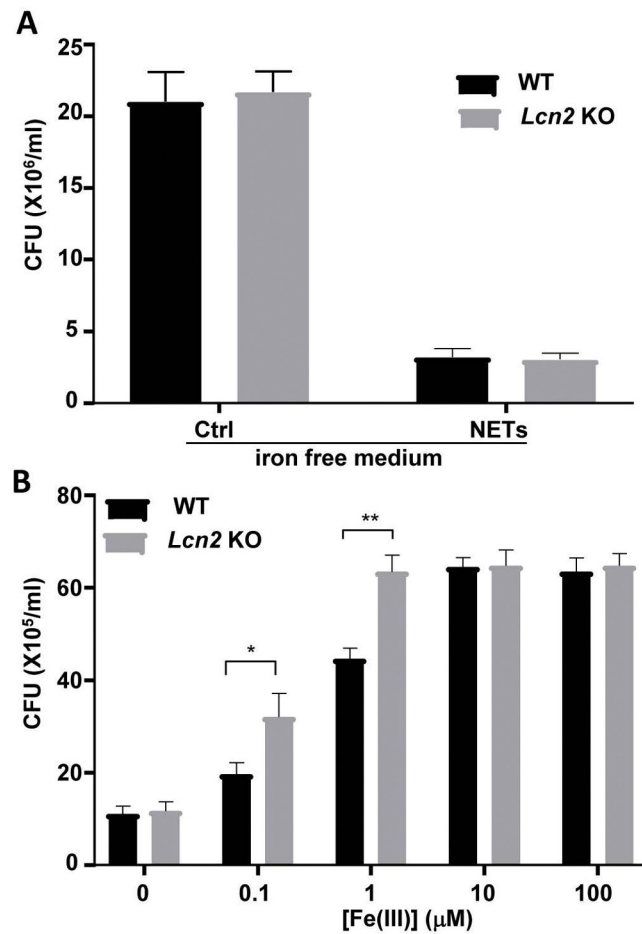 A
25
20
15
10
5
0
CFU (X10⁶/ml)
WT
Lcn2 KO
Ctrl NETs
iron free medium
B
80
60
40
20
0
CFU (X10⁵/ml)
WT
Lcn2 KO
*
**
0 0.1 1 10 100
[Fe(III)] (μM)